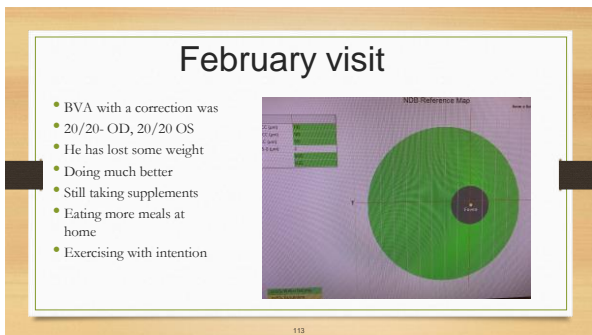 February visit
• BVA with a correction was
• 20/20- OD, 20/20 OS
• He has lost some weight
• Doing much better
• Still taking supplements
• Eating more meals at
home
• Exercising with intention
NDB Reference Map
Fovea
113